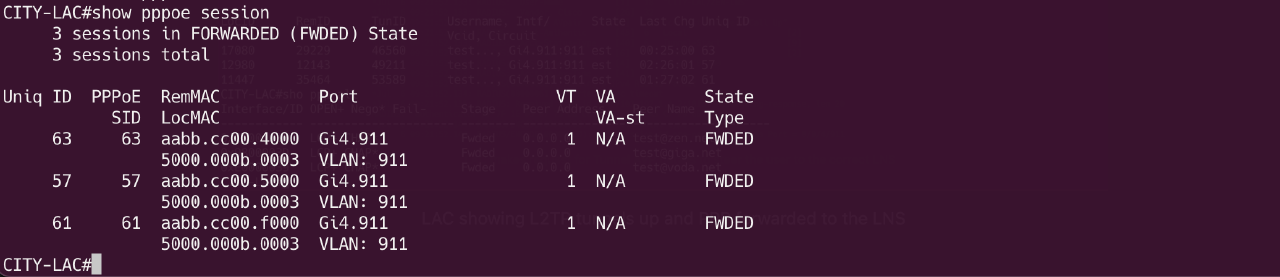 CITY-LAC#show pppoe session
     3 sessions in FORWARDED (FWDED) State
     3 sessions total

Uniq ID  PPPoE  RemMAC          Port                    VT  VA         State
           SID  LocMAC                                      VA-st      Type
     63     63  aabb.cc00.4000  Gi4.911                  1  N/A        FWDED
                5000.000b.0003  VLAN: 911
     57     57  aabb.cc00.5000  Gi4.911                  1  N/A        FWDED
                5000.000b.0003  VLAN: 911
     61     61  aabb.cc00.f000  Gi4.911                  1  N/A        FWDED
                5000.000b.0003  VLAN: 911
CITY-LAC#